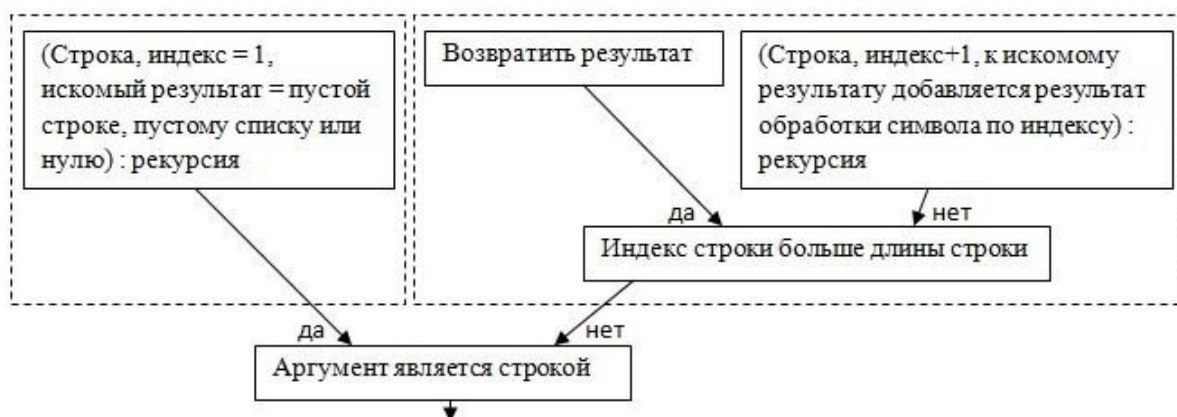 (Строка, индекс = 1,
искомый результат = пустой
строке, пустому списку или
нулю) : рекурсия
Возвратить результат
(Строка, индекс+1, к искомому
результату добавляется результат
обработки символа по индексу) :
рекурсия
да
нет
Индекс строки больше длины строки
да
нет
Аргумент является строкой